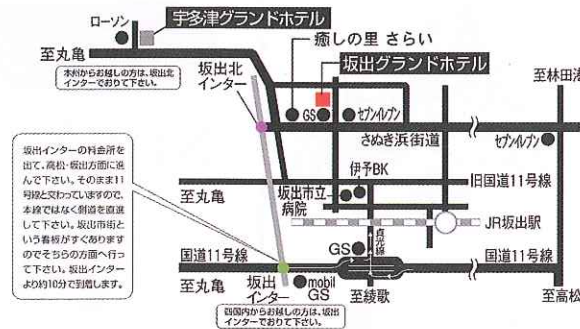 ローソン
宇多津グランドホテル
至丸亀
本州からお越しの方は、坂出北
インターでおりて下さい。
坂出北
インター
癒しの里 さらい
坂出グランドホテル
至林田港
GS
セブンイレブン
さぬき浜街道
セブンイレブン
坂出インターの料金所を
出て、高松・坂出方面に進
んで下さい。そのまま11
号線と交わっていますので、
本線ではなく側道を直進
して下さい。坂出市街と
いう看板がすぐあります
のでそちらの方面へ行っ
て下さい。坂出インター
より約10分で到着します。
伊予BK
至丸亀
坂出市立
病院
旧国道11号線
JR坂出駅
GS
国道11号線
国道11号線
至丸亀
坂出
インター
mobil
GS
至綾歌
至高松
四国内からお越しの方は、坂出
インターでおりて下さい。